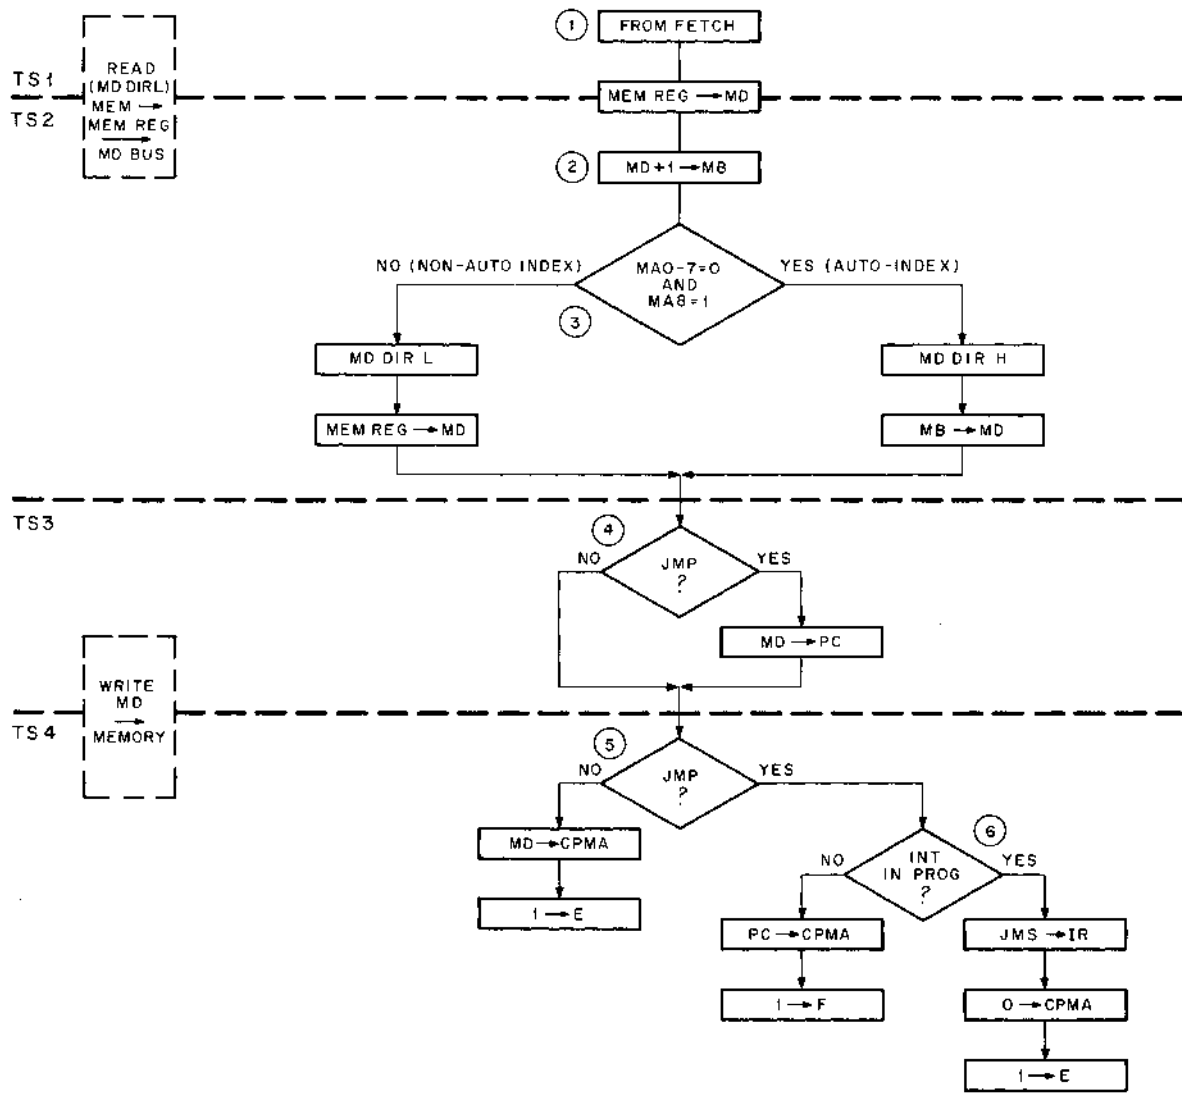 1
FROM FETCH
TS1
READ
(MD DIRL)
MEM →
MEM REG
→
MD BUS
MEM REG → MD
TS2
2
MD+1 → MB
NO (NON-AUTO INDEX)
MA0-7=0
AND
MA8=1
YES (AUTO-INDEX)
3
MD DIR L
MD DIR H
MEM REG → MD
MB → MD
TS3
4
NO
JMP
?
YES
MD → PC
WRITE
MD
→
MEMORY
TS4
5
NO
JMP
?
YES
MD → CPMA
1 → E
6
NO
INT
IN PROG
?
YES
PC → CPMA
JMS → IR
1 → F
0 → CPMA
1 → E